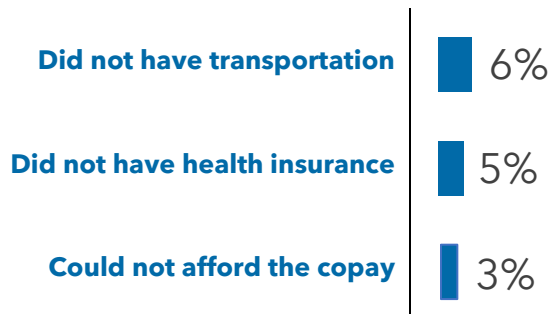 Did not have transportation 6%
Did not have health insurance 5%
Could not afford the copay 3%